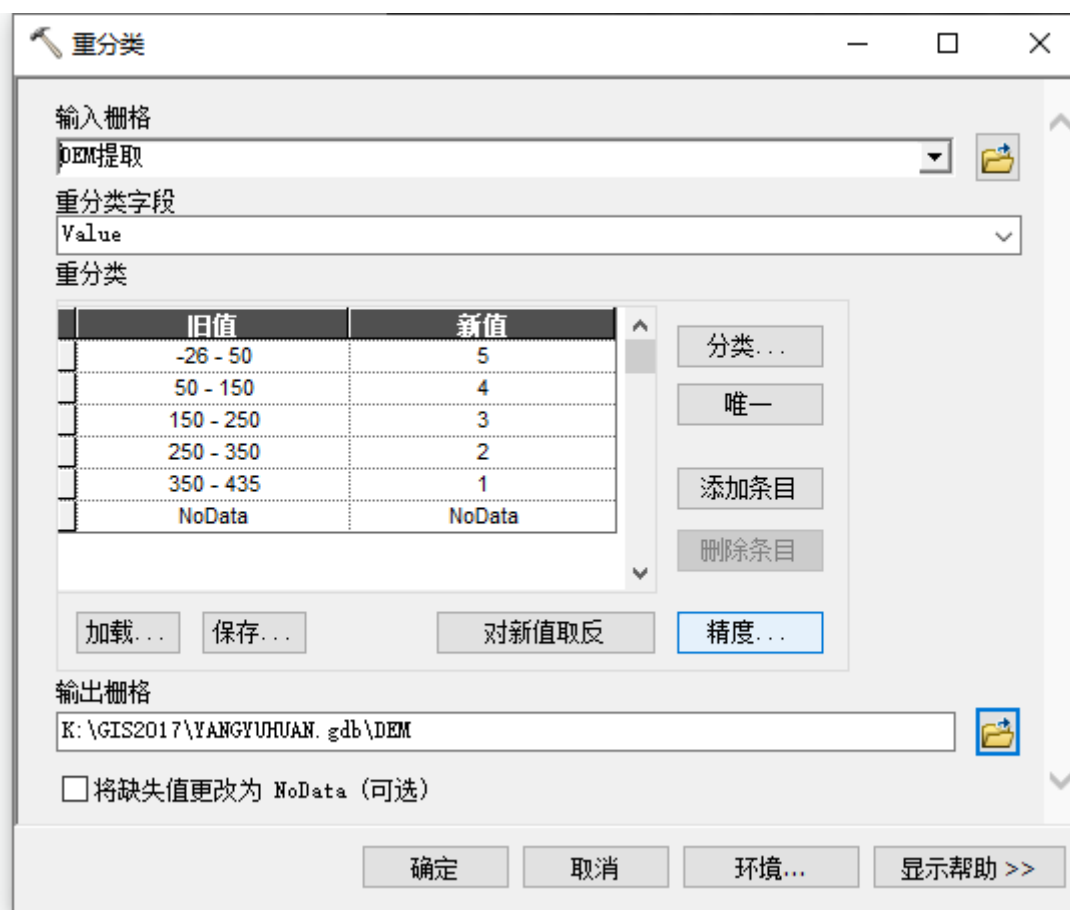 重分类
输入栅格
DEM提取
重分类字段
Value
重分类
旧值 新值
-26 - 50 5
50 - 150 4
150 - 250 3
250 - 350 2
350 - 435 1
NoData NoData
分类...
唯一
添加条目
删除条目
加载... 保存... 对新值取反 精度...
输出栅格
K:\GIS2017\YANGYUHUAN.gdb\DEM
将缺失值更改为 NoData (可选)
确定 取消 环境... 显示帮助 >>